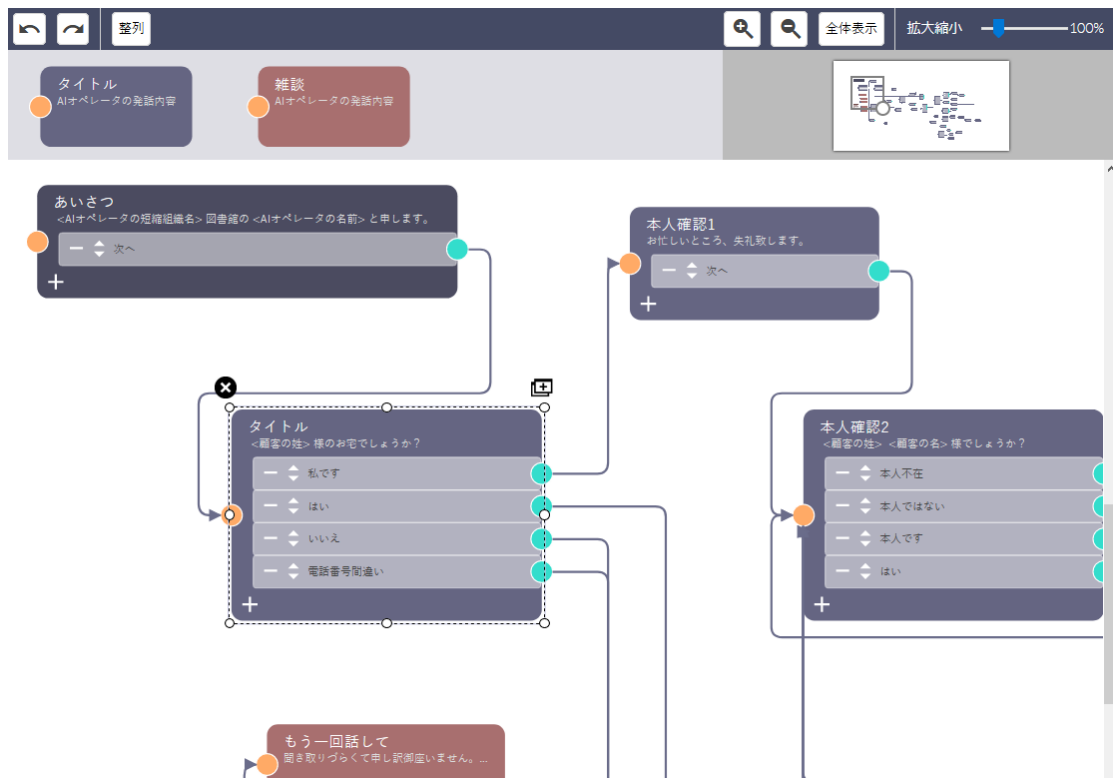 整列
全体表示
拡大縮小
100%
タイトル
AIオペレータの発話内容
雑談
AIオペレータの発話内容
あいさつ
<AIオペレータの短縮組織名> 図書館の <AIオペレータの名前> と申します。
次へ
本人確認1
お忙しいところ、失礼致します。
次へ
タイトル
<顧客の姓> 様のお宅でしょうか？
私です
はい
いいえ
電話番号間違い
本人確認2
<顧客の姓> <顧客の名> 様でしょうか？
本人不在
本人ではない
本人です
はい
もう一回話して
聞き取りづらくて申し訳御座いません。...